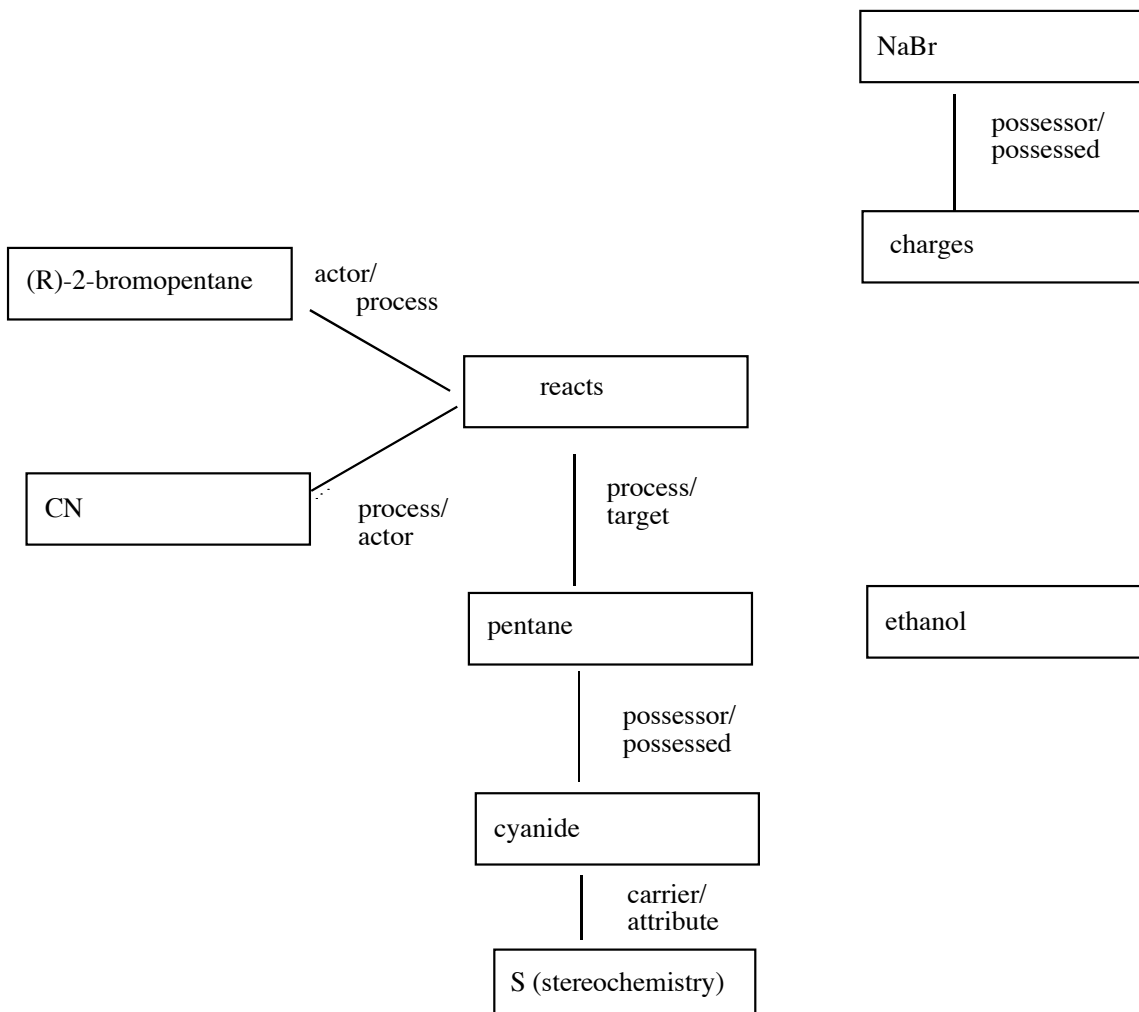 NaBr
possessor/
possessed
charges
(R)-2-bromopentane
actor/
process
reacts
CN
process/
actor
process/
target
pentane
ethanol
possessor/
possessed
cyanide
carrier/
attribute
S (stereochemistry)